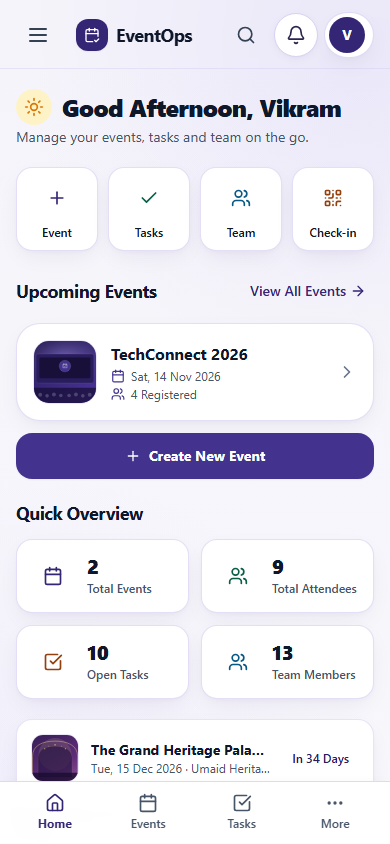 EventOps
V
Good Afternoon, Vikram
Manage your events, tasks and team on the go.
Event
Tasks
Team
Check-in
Upcoming Events
View All Events →
TechConnect 2026
Sat, 14 Nov 2026
4 Registered
+ Create New Event
Quick Overview
2
Total Events
9
Total Attendees
10
Open Tasks
13
Team Members
The Grand Heritage Pala...
Tue, 15 Dec 2026 · Umaid Herita...
In 34 Days
Home
Events
Tasks
More